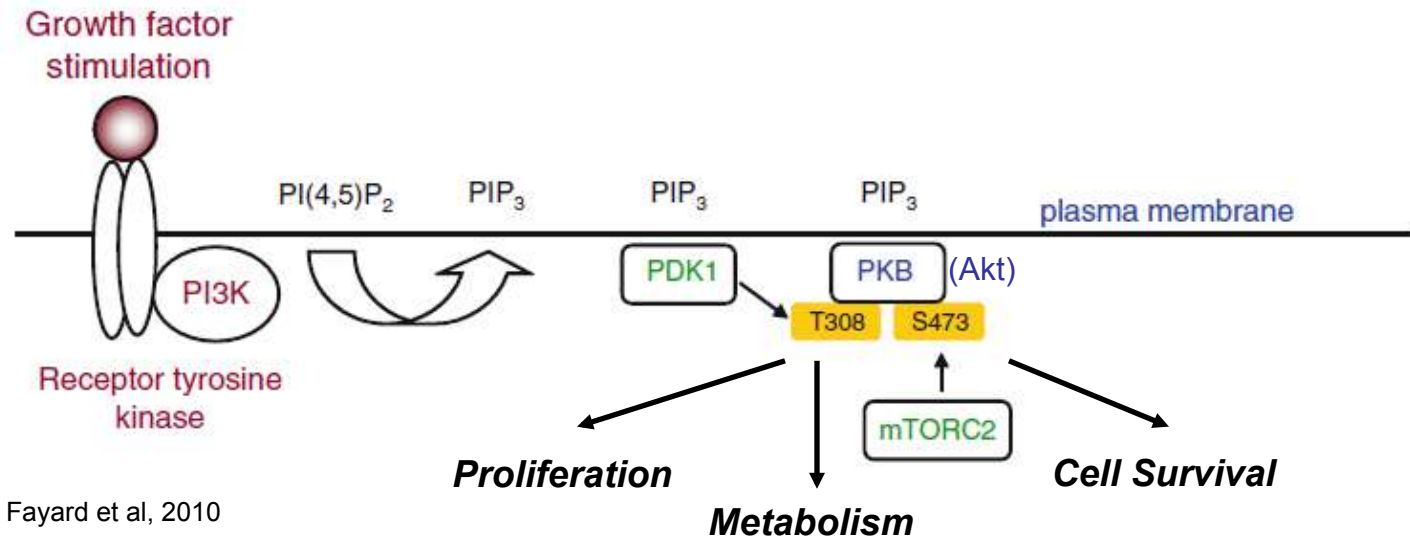 Growth factor
stimulation
PI(4,5)P₂
PIP₃
PIP₃
PIP₃
plasma membrane
PI3K
PDK1
PKB
(Akt)
T308
S473
Receptor tyrosine
kinase
mTORC2
Proliferation
Cell Survival
Metabolism
Fayard et al, 2010